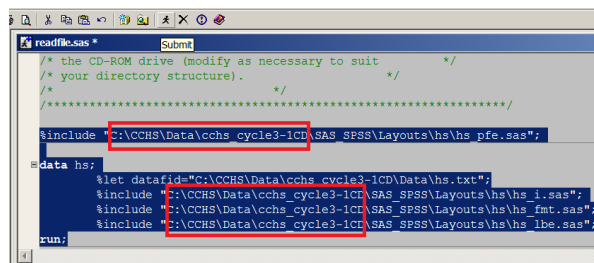 readfile.sas *
Submit
/* the CD-ROM drive (modify as necessary to suit */
/* your directory structure). */
/* */
/*****************************************************************/
%include "C:\CCHS\Data\cchs_cycle3-1CD\SAS_SPSS\Layouts\hs\hs_pfe.sas";
data hs;
%let datafid="C:\CCHS\Data\cchs_cycle3-1CD\Data\hs.txt";
%include "C:\CCHS\Data\cchs_cycle3-1CD\SAS_SPSS\Layouts\hs\hs_i.sas";
%include "C:\CCHS\Data\cchs_cycle3-1CD\SAS_SPSS\Layouts\hs\hs_fmt.sas";
%include "C:\CCHS\Data\cchs_cycle3-1CD\SAS_SPSS\Layouts\hs\hs_lbe.sas";
run;